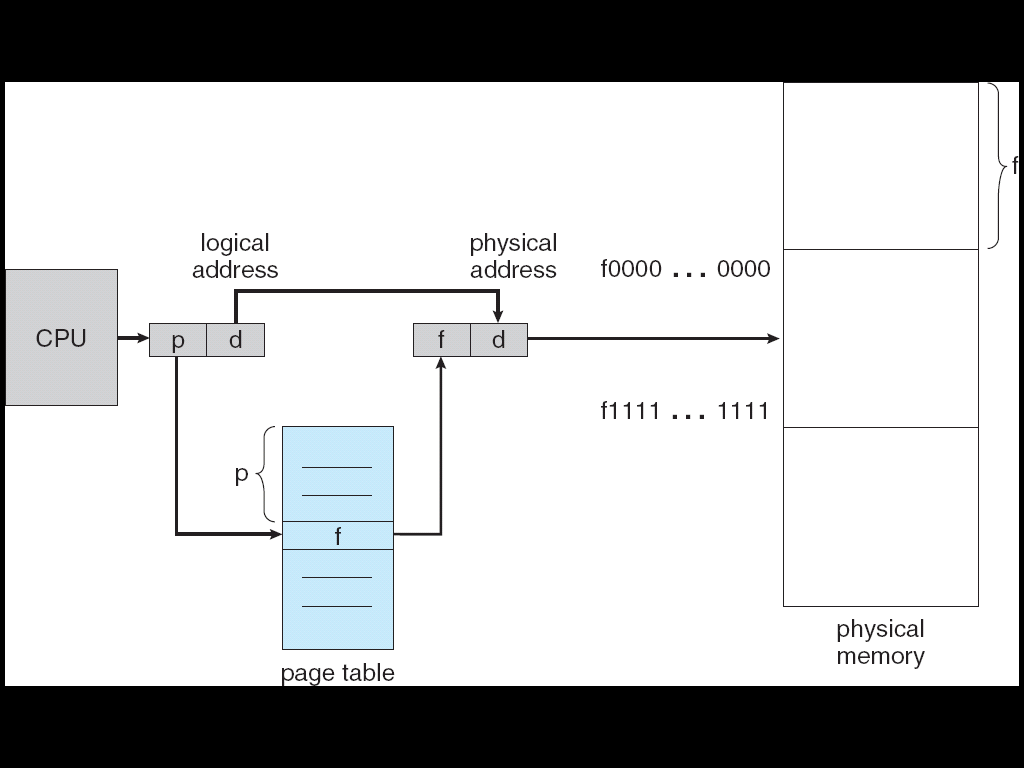 f
logical
address
physical
address
f0000 ... 0000
CPU
p
d
f
d
f1111 ... 1111
p
f
page table
physical
memory